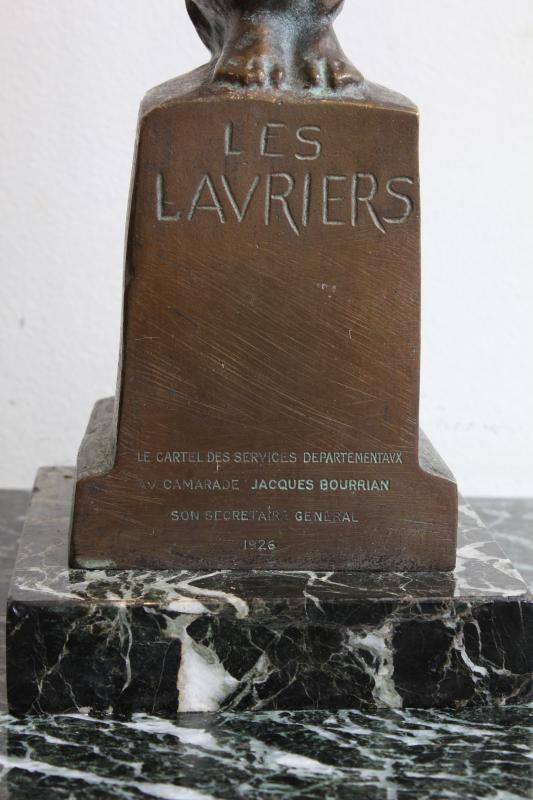 LES
LAVRIERS
LE CARTEL DES SERVICES DEPARTEMENTAVX
AV CAMARADE JACQUES BOURRIAN
SON SECRETAIRE GENERAL
1926